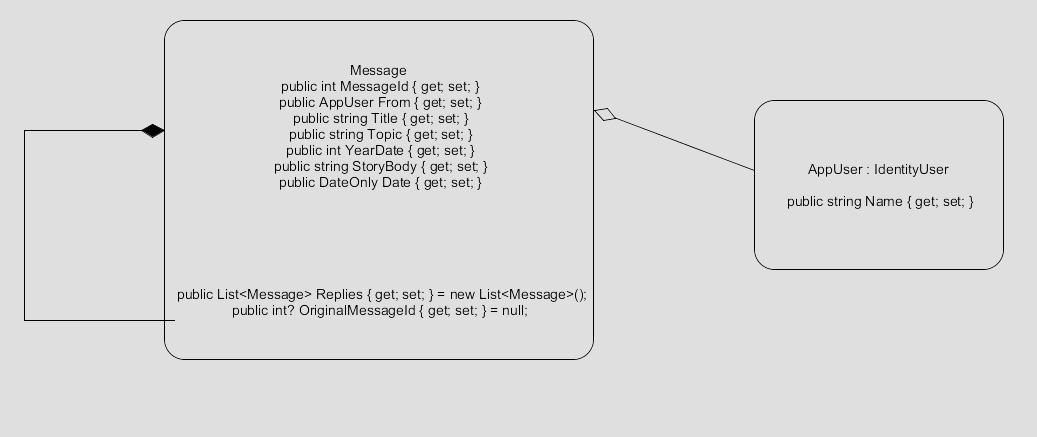 Message
public int MessageId { get; set; }
public AppUser From { get; set; }
public string Title { get; set; }
public string Topic { get; set; }
public int YearDate { get; set; }
public string StoryBody { get; set; }
public DateOnly Date { get; set; }
public List<Message> Replies { get; set; } = new List<Message>();
public int? OriginalMessageId { get; set; } = null;
AppUser : IdentityUser
public string Name { get; set; }